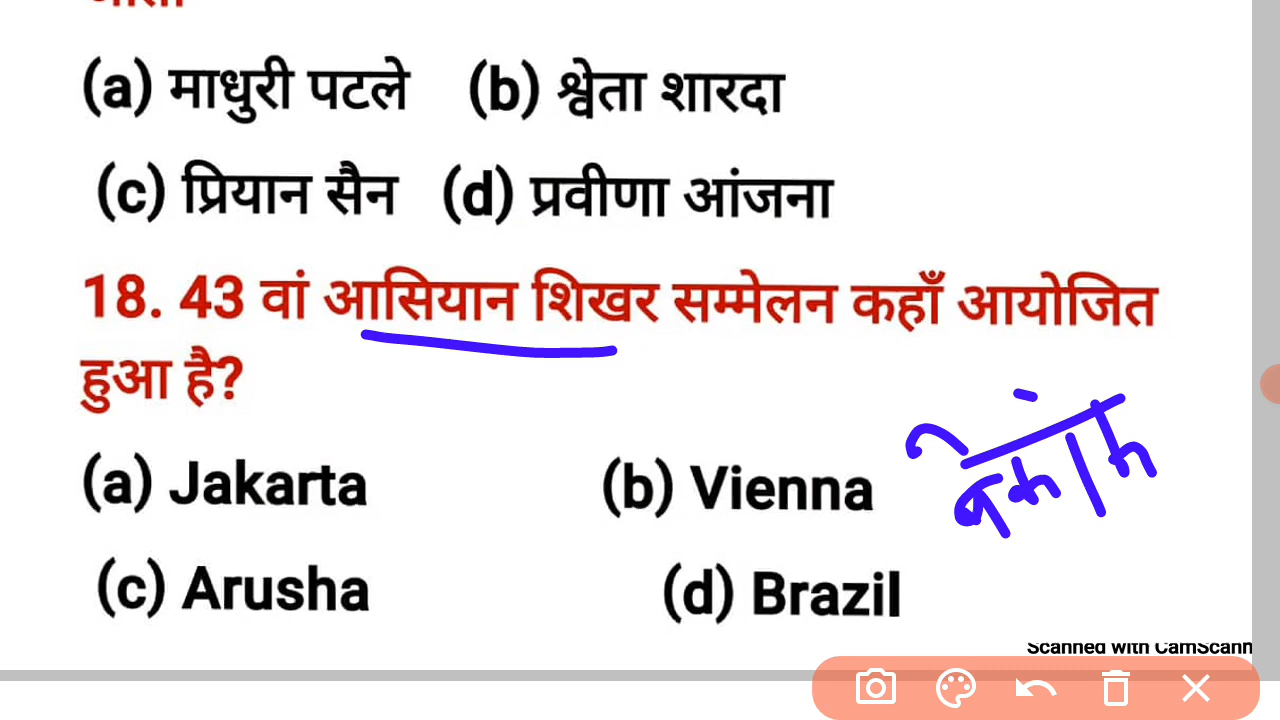 (a) माधुरी पटले (b) श्वेता शारदा
(c) प्रियान सैन (d) प्रवीणा आंजना
18. 43 वां आसियान शिखर सम्मेलन कहाँ आयोजित
हुआ है?
(a) Jakarta (b) Vienna
(c) Arusha (d) Brazil
Scanned with CamScann